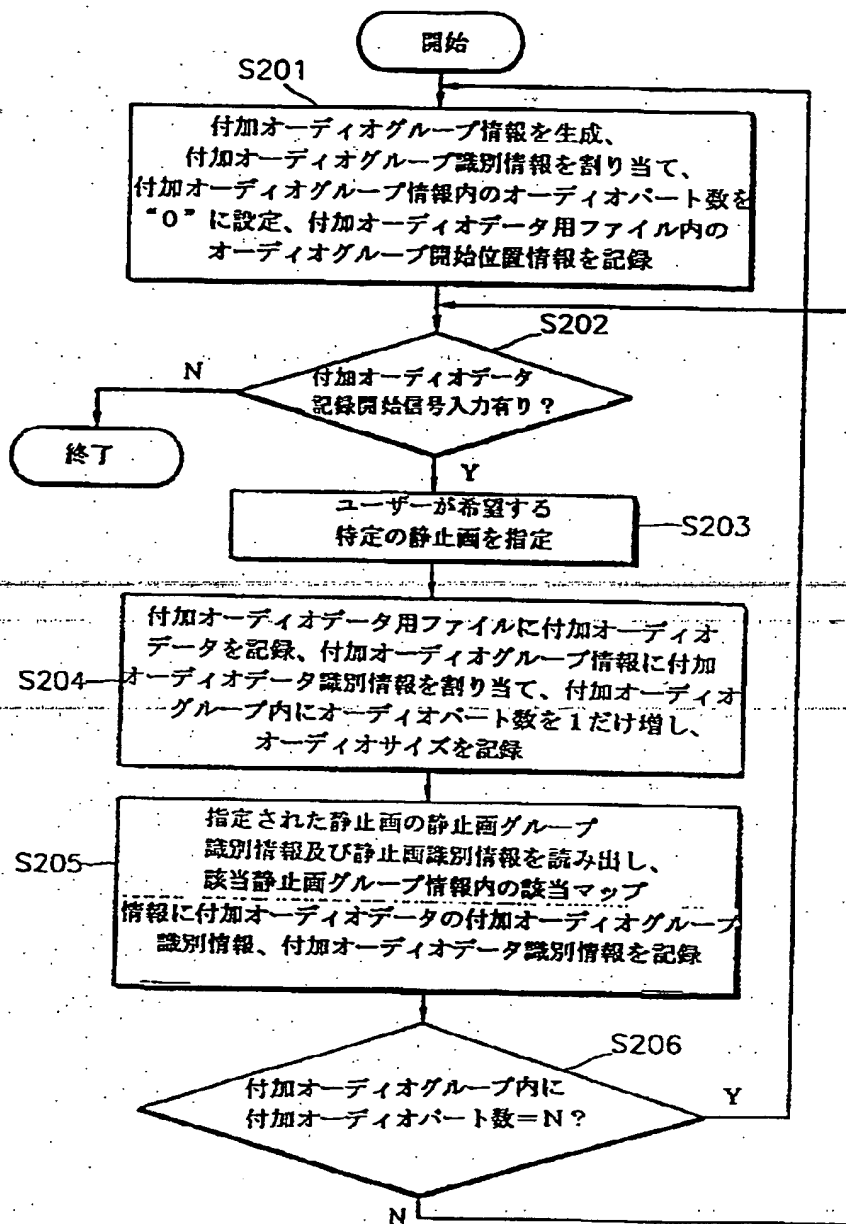 開始
S201
付加オーディオグループ情報を生成、
付加オーディオグループ識別情報を割り当て、
付加オーディオグループ情報内のオーディオパート数を
"0"に設定、付加オーディオデータ用ファイル内の
オーディオグループ開始位置情報を記録
S202
付加オーディオデータ
記録開始信号入力有り?
N
終了
Y
ユーザーが希望する
特定の静止画を指定
S203
付加オーディオデータ用ファイルに付加オーディオ
データを記録、付加オーディオグループ情報に付加
オーディオデータ識別情報を割り当て、付加オーディオ
グループ内にオーディオパート数を1だけ増し、
オーディオサイズを記録
S204
指定された静止画の静止画グループ
識別情報及び静止画識別情報を読み出し、
該当静止画グループ情報内の該当マップ
情報に付加オーディオデータの付加オーディオグループ
識別情報、付加オーディオデータ識別情報を記録
S205
S206
付加オーディオグループ内に
付加オーディオパート数=N?
Y
N